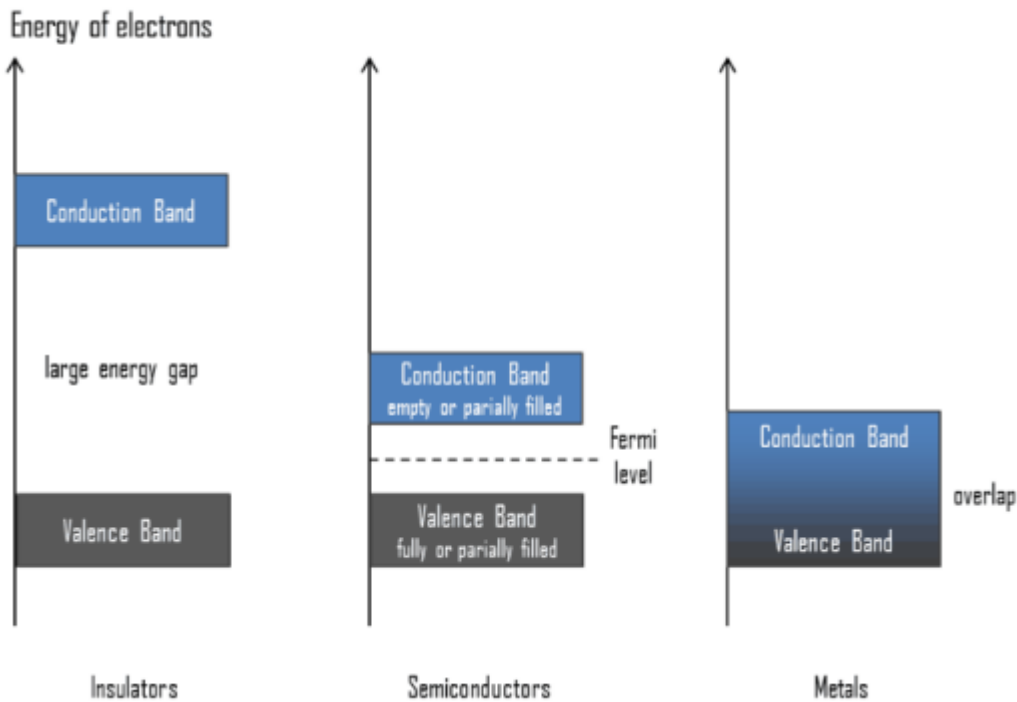 Energy of electrons
Conduction Band
large energy gap
Valence Band
Insulators
Conduction Band
empty or parially filled
Fermi
level
Valence Band
fully or parially filled
Semiconductors
Conduction Band
overlap
Valence Band
Metals